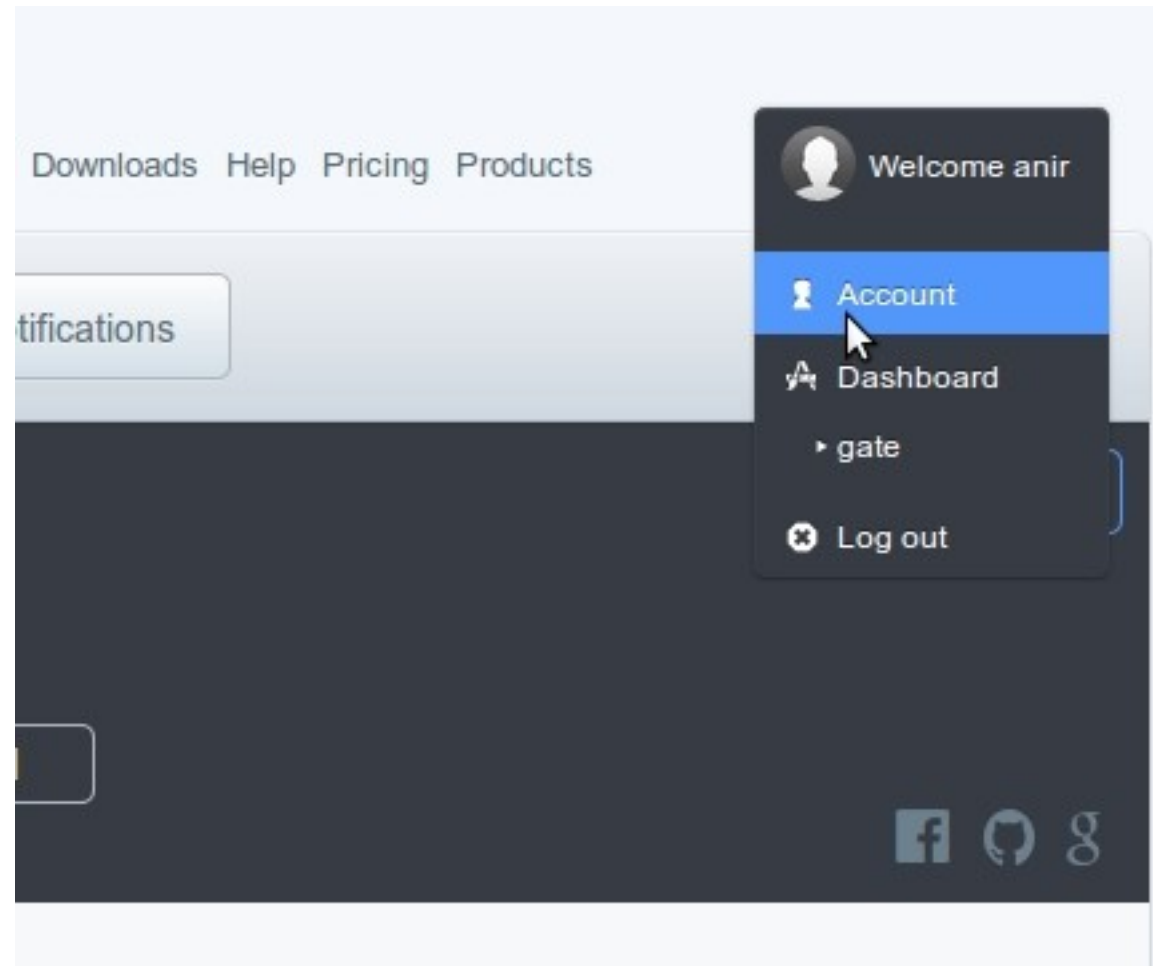 Downloads Help Pricing Products
Welcome anir
Account
tifications
Dashboard
gate
Log out